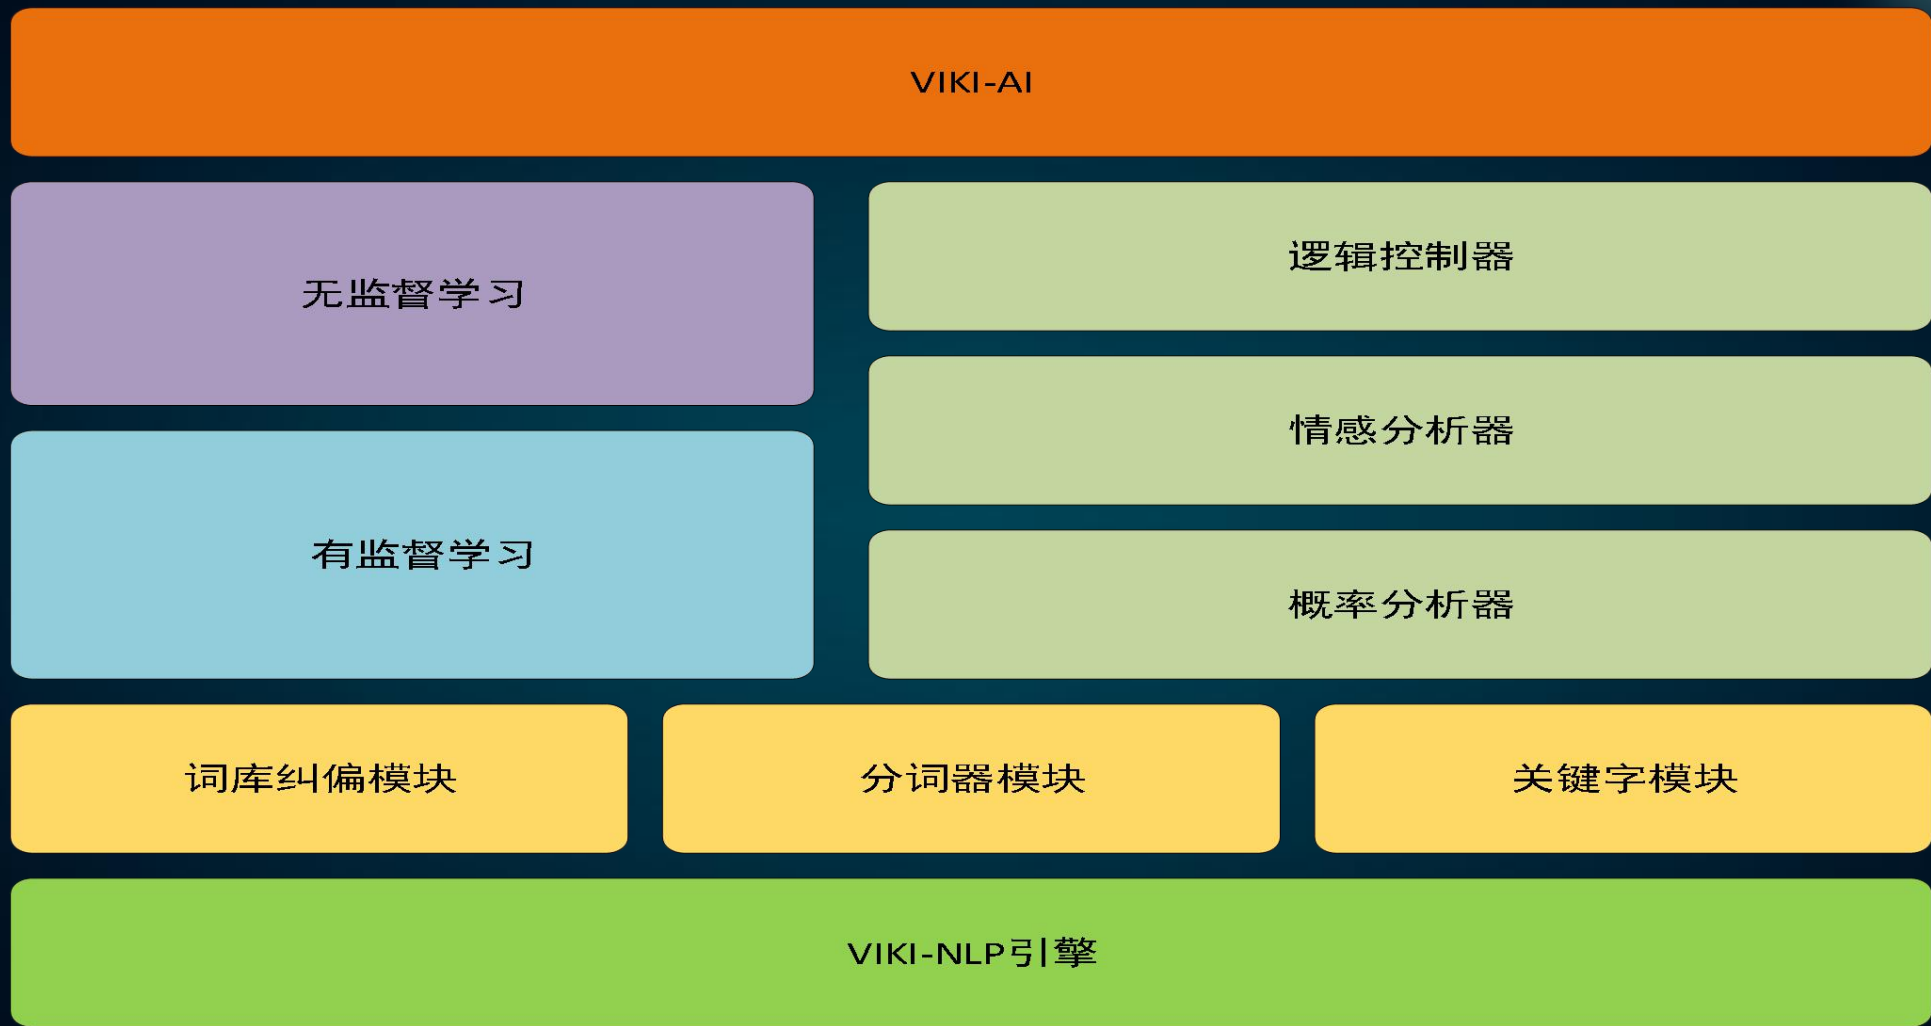 VIKI-AI
无监督学习
逻辑控制器
情感分析器
有监督学习
概率分析器
词库纠偏模块
分词器模块
关键字模块
VIKI-NLP引擎